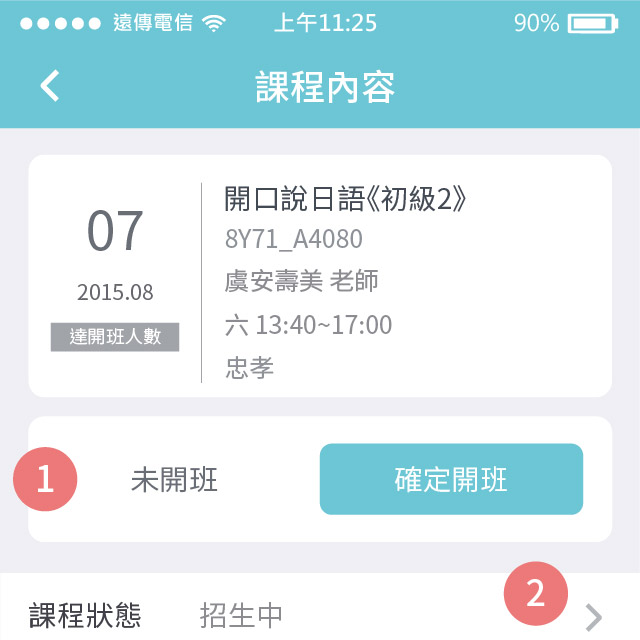 遠傳電信 上午11:25 90%
課程內容
07
2015.08
達開班人數
開口說日語《初級2》
8Y71_A4080
虞安壽美 老師
六 13:40~17:00
忠孝
1 未開班 確定開班
2
課程狀態 招生中